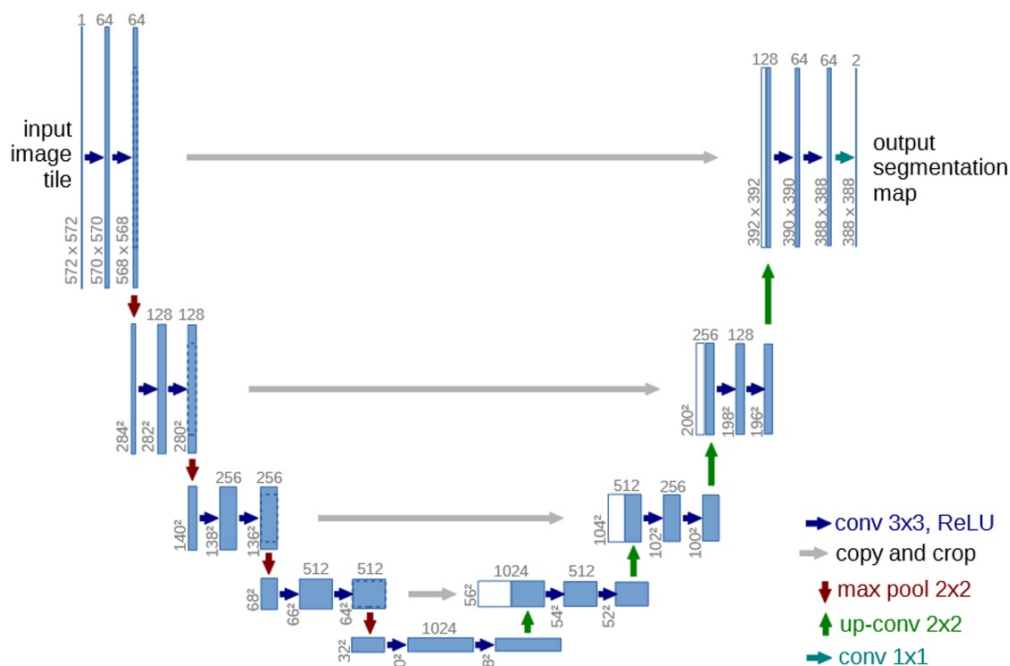 1
64
64
input
image
tile
572 x 572
570 x 570
568 x 568
128
64
64
2
output
segmentation
map
392 x 392
390 x 390
388 x 388
388 x 388
128
128
284²
282²
280²
256
128
200²
198²
196²
256
256
140²
138²
136²
512
256
104²
102²
100²
512
512
68²
66²
64²
1024
512
56²
54²
52²
1024
32²
conv 3x3, ReLU
copy and crop
max pool 2x2
up-conv 2x2
conv 1x1